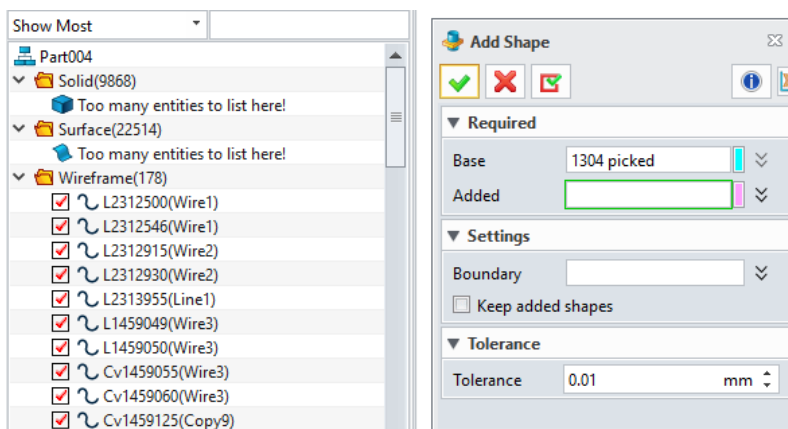 Show Most
Part004
Solid(9868)
Too many entities to list here!
Surface(22514)
Too many entities to list here!
Wireframe(178)
L2312500(Wire1)
L2312546(Wire1)
L2312915(Wire2)
L2312930(Wire2)
L2313955(Line1)
L1459049(Wire3)
L1459050(Wire3)
Cv1459055(Wire3)
Cv1459060(Wire3)
Cv1459125(Copy9)
Add Shape
Required
Base 1304 picked
Added
Settings
Boundary
Keep added shapes
Tolerance
Tolerance 0.01 mm